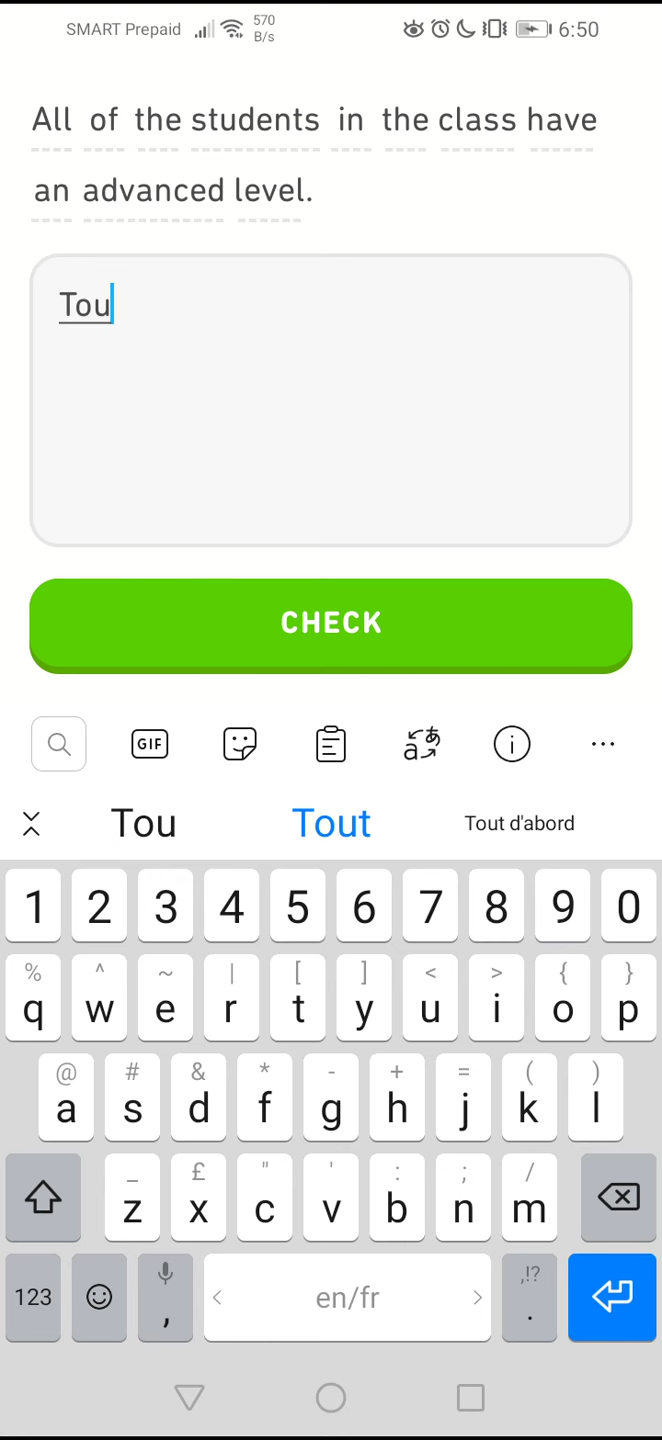 SMART Prepaid 570 B/s 6:50
All of the students in the class have
an advanced level.
Tou
CHECK
GIF
Tou Tout Tout d'abord
1 2 3 4 5 6 7 8 9 0
% ^ ~ | [ ] < > { }
q w e r t y u i o p
@ # & * - + = ( )
a s d f g h j k l
_ £ " ' : ; /
z x c v b n m
123 , < en/fr > ,!? .